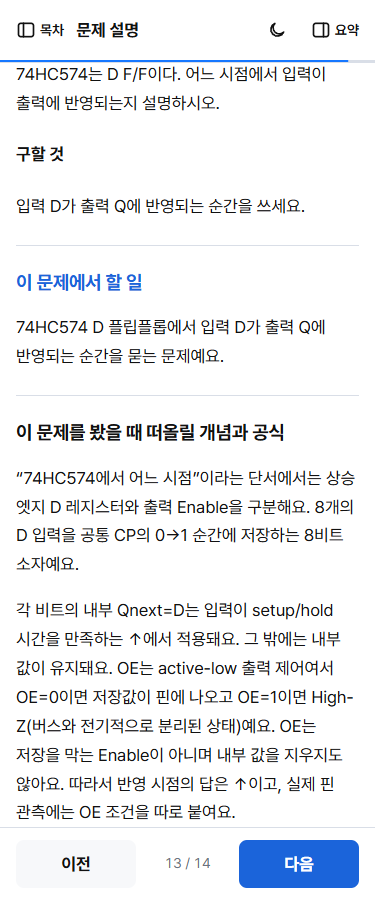 목차 문제 설명 요약
74HC574는 D F/F이다. 어느 시점에서 입력이
출력에 반영되는지 설명하시오.
구할 것
입력 D가 출력 Q에 반영되는 순간을 쓰세요.
이 문제에서 할 일
74HC574 D 플립플롭에서 입력 D가 출력 Q에
반영되는 순간을 묻는 문제예요.
이 문제를 봤을 때 떠올릴 개념과 공식
“74HC574에서 어느 시점”이라는 단서에서는 상승
엣지 D 레지스터와 출력 Enable을 구분해요. 8개의
D 입력을 공통 CP의 0→1 순간에 저장하는 8비트
소자예요.
각 비트의 내부 Qnext=D는 입력이 setup/hold
시간을 만족하는 ↑에서 적용돼요. 그 밖에는 내부
값이 유지돼요. OE는 active-low 출력 제어여서
OE=0이면 저장값이 핀에 나오고 OE=1이면 High-
Z(버스와 전기적으로 분리된 상태)예요. OE는
저장을 막는 Enable이 아니며 내부 값을 지우지도
않아요. 따라서 반영 시점의 답은 ↑이고, 실제 핀
관측에는 OE 조건을 따로 붙여요.
이전 13 / 14 다음